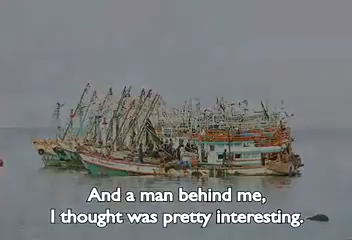 And a man behind me,
I thought was pretty interesting.